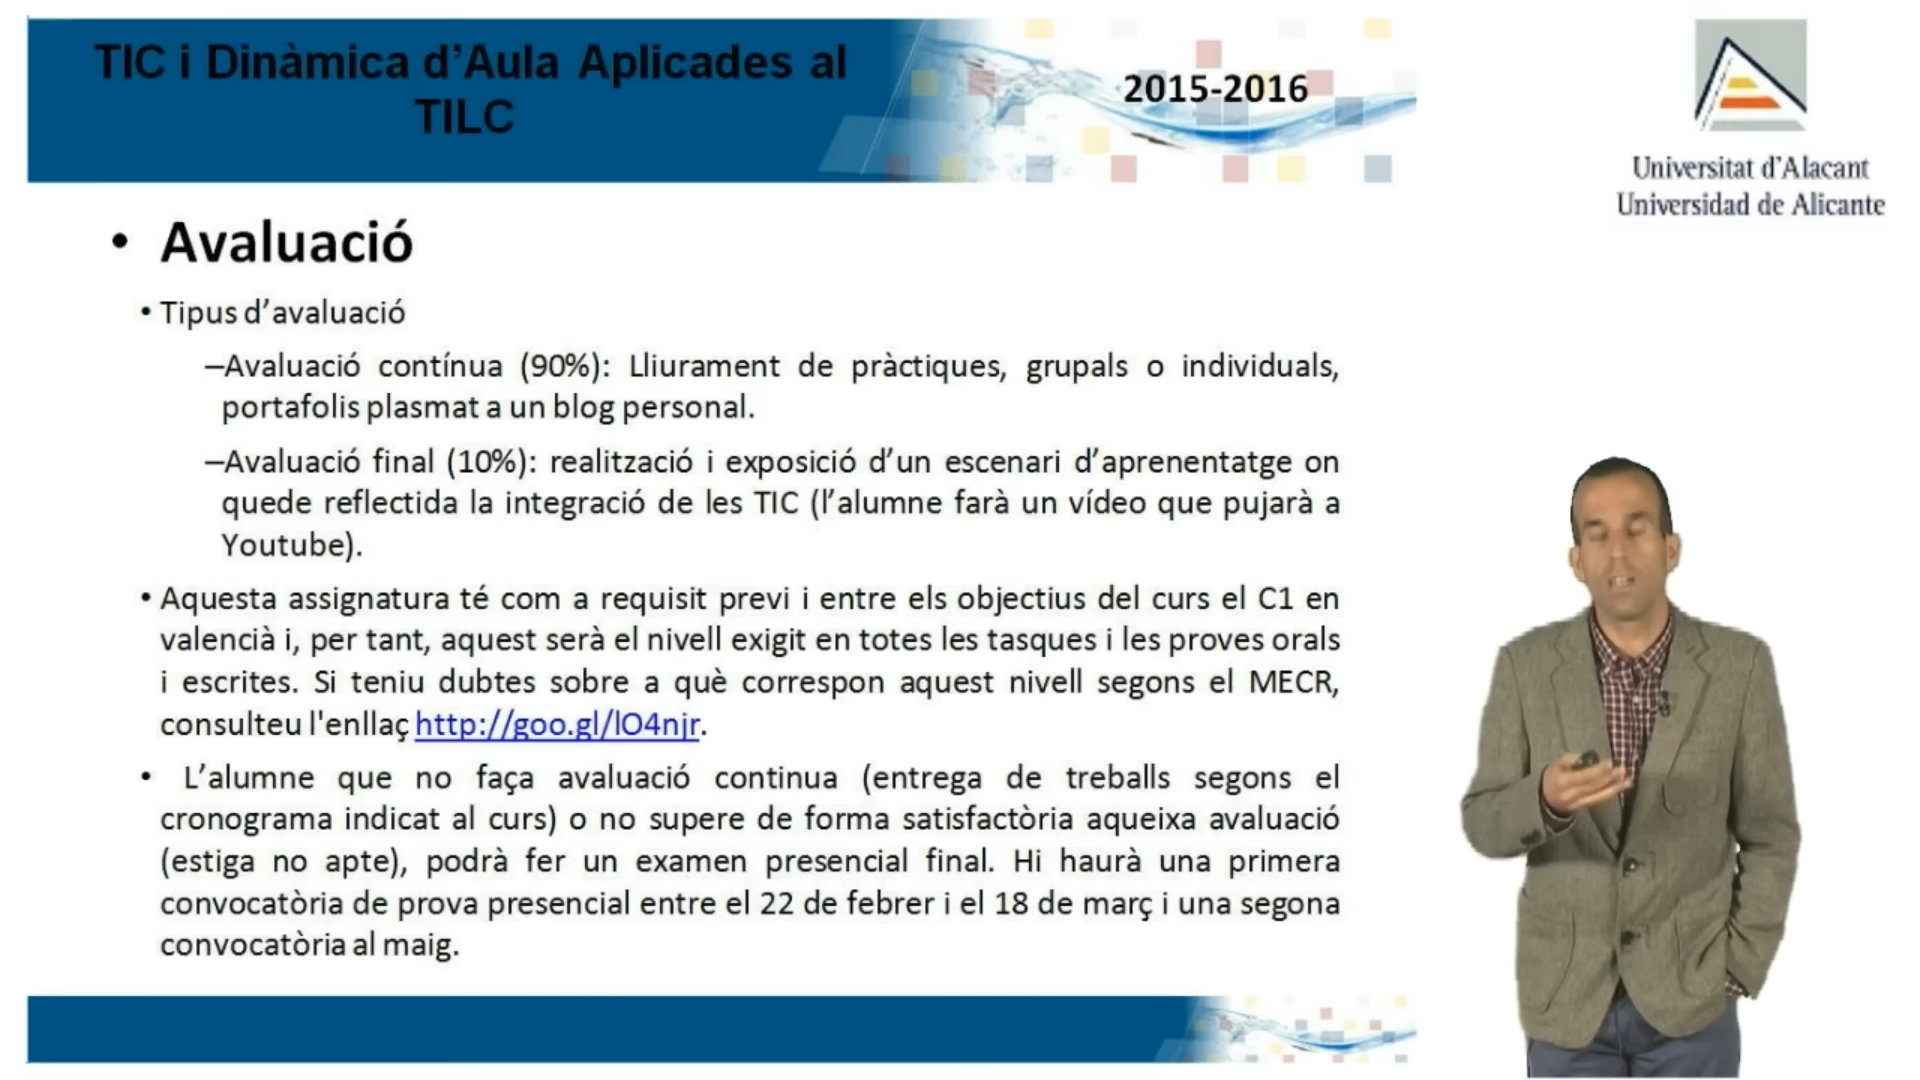 TIC i Dinàmica d’Aula Aplicades al
TILC
2015-2016
Universitat d'Alacant
Universidad de Alicante
• Avaluació
• Tipus d’avaluació
–Avaluació contínua (90%): Lliurament de pràctiques, grupals o individuals,
portafolis plasmat a un blog personal.
–Avaluació final (10%): realització i exposició d’un escenari d’aprenentatge on
quede reflectida la integració de les TIC (l’alumne farà un vídeo que pujarà a
Youtube).
• Aquesta assignatura té com a requisit previ i entre els objectius del curs el C1 en
valencià i, per tant, aquest serà el nivell exigit en totes les tasques i les proves orals
i escrites. Si teniu dubtes sobre a què correspon aquest nivell segons el MECR,
consulteu l'enllaç http://goo.gl/lO4njr.
• L’alumne que no faça avaluació continua (entrega de treballs segons el
cronograma indicat al curs) o no supere de forma satisfactòria aqueixa avaluació
(estiga no apte), podrà fer un examen presencial final. Hi haurà una primera
convocatòria de prova presencial entre el 22 de febrer i el 18 de març i una segona
convocatòria al maig.